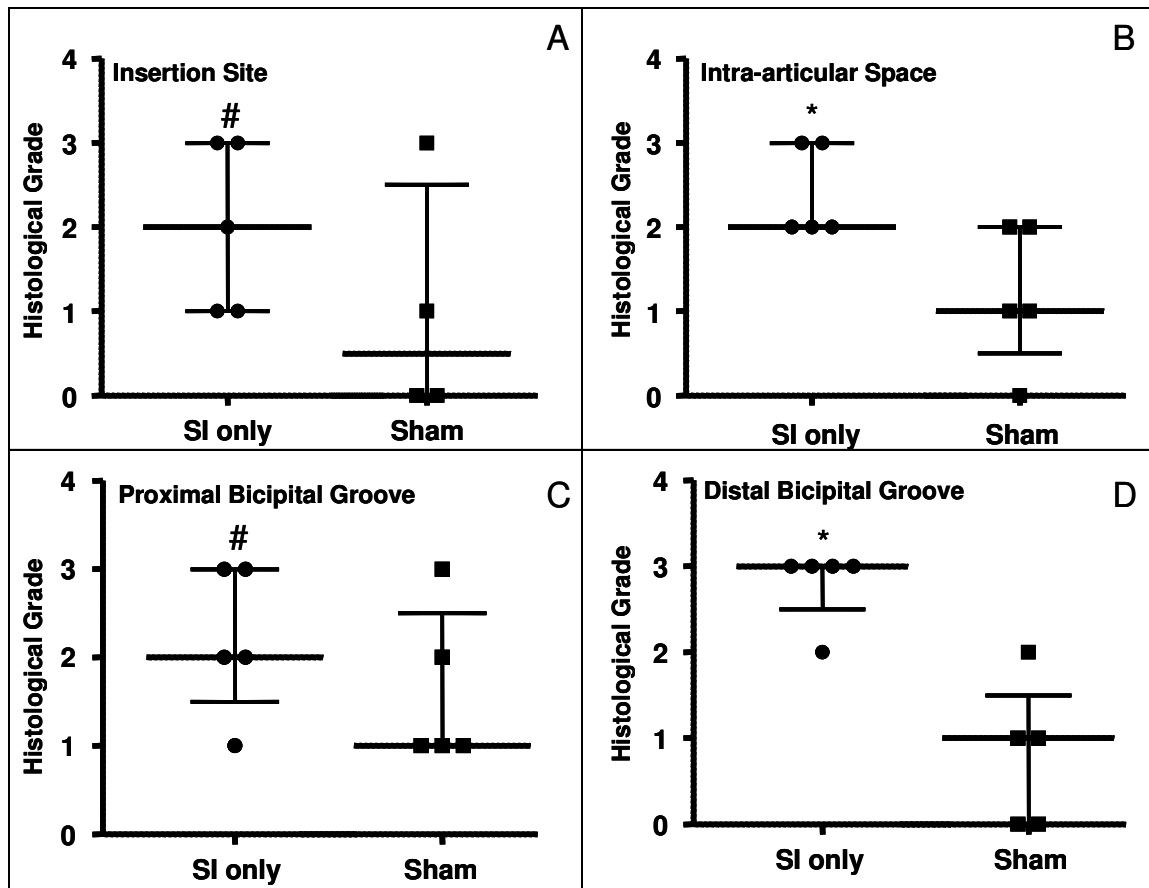 A
Insertion Site
#
Histological Grade
4
3
2
1
0
SI only Sham
B
Intra-articular Space
*
Histological Grade
4
3
2
1
0
SI only Sham
C
Proximal Bicipital Groove
#
Histological Grade
4
3
2
1
0
SI only Sham
D
Distal Bicipital Groove
*
Histological Grade
4
3
2
1
0
SI only Sham